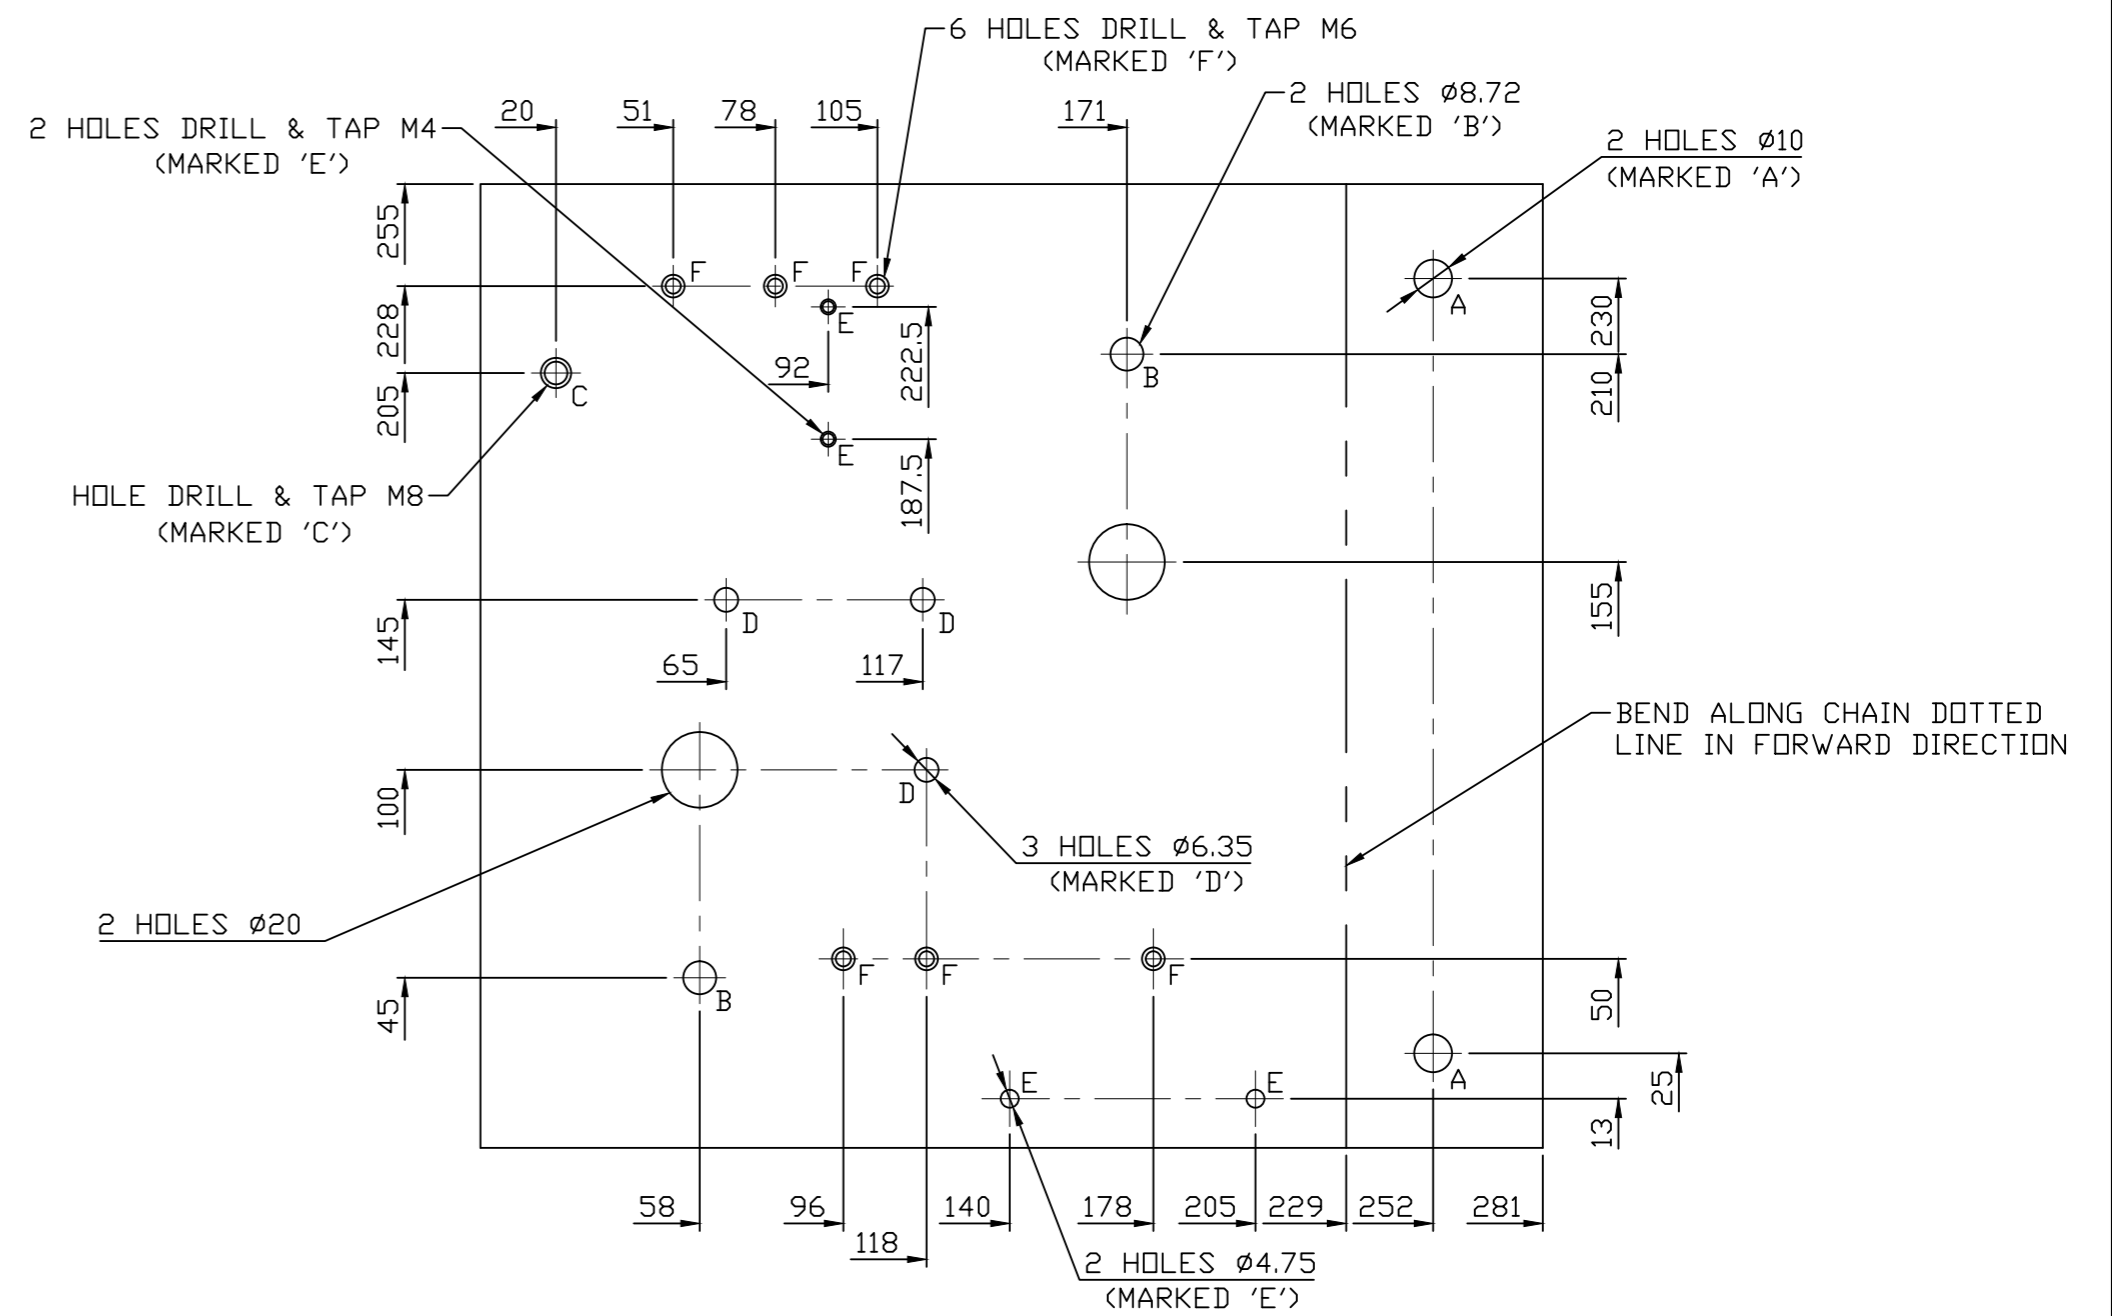 6 HOLES DRILL & TAP M6
(MARKED 'F')
2 HOLES Ø8.72
(MARKED 'B')
2 HOLES DRILL & TAP M4
(MARKED 'E')
20
51
78
105
171
2 HOLES Ø10
(MARKED 'A')
255
F
F
F
E
A
228
92
222.5
230
B
205
C
210
E
187.5
HOLE DRILL & TAP M8
(MARKED 'C')
155
145
D
D
65
117
BEND ALONG CHAIN DOTTED
LINE IN FORWARD DIRECTION
100
D
3 HOLES Ø6.35
(MARKED 'D')
2 HOLES Ø20
F
F
F
45
B
50
E
E
A
25
13
58
96
140
178
205
229
252
281
118
2 HOLES Ø4.75
(MARKED 'E')